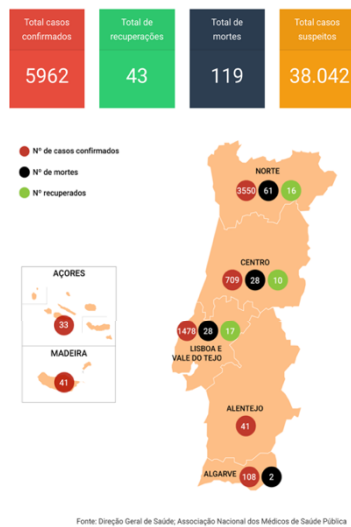 Total casos
confirmados
5962
Total de
recuperações
43
Total de
mortes
119
Total casos
suspeitos
38.042
Nº de casos confirmados
Nº de mortes
Nº recuperados
NORTE
3550 61 16
CENTRO
709 28 10
AÇORES
33
1478 28 17
LISBOA E
VALE DO TEJO
MADEIRA
41
ALENTEJO
41
ALGARVE 108 2
Fonte: Direção Geral de Saúde; Associação Nacional dos Médicos de Saúde Pública